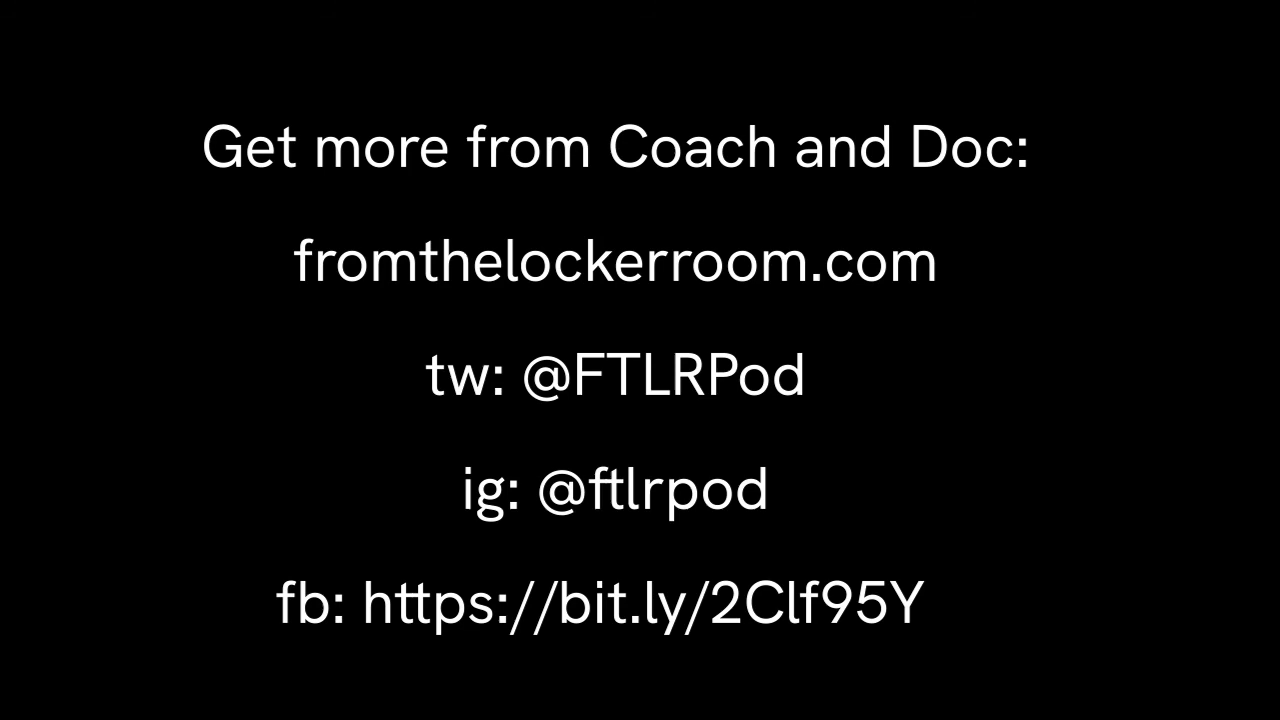 Get more from Coach and Doc:
fromthelockerroom.com
tw: @FTLRPod
ig: @ftlrpod
fb: https://bit.ly/2Clf95Y